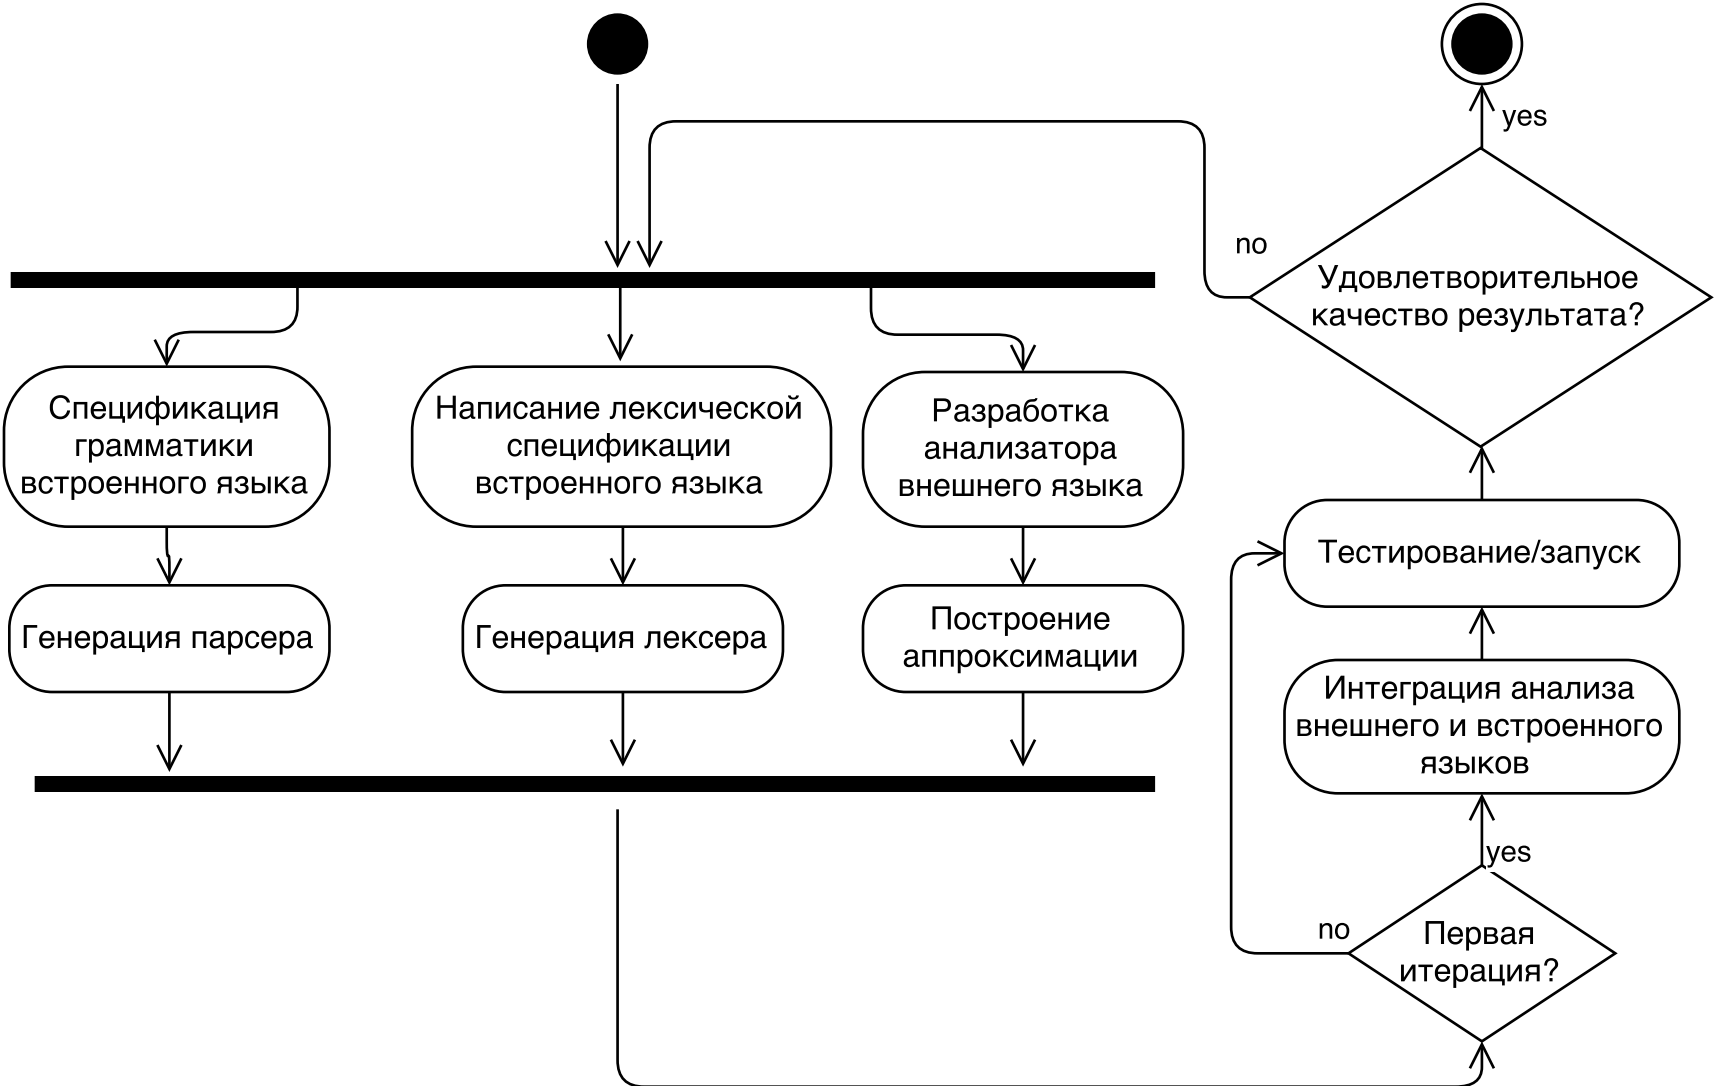 yes
no
Удовлетворительное
качество результата?
Спецификация
грамматики
встроенного языка
Написание лексической
спецификации
встроенного языка
Разработка
анализатора
внешнего языка
Тестирование/запуск
Генерация парсера
Генерация лексера
Построение
аппроксимации
Интеграция анализа
внешнего и встроенного
языков
yes
no
Первая
итерация?